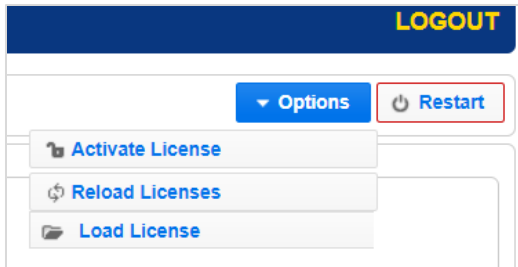 LOGOUT
Options
Restart
Activate License
Reload Licenses
Load License